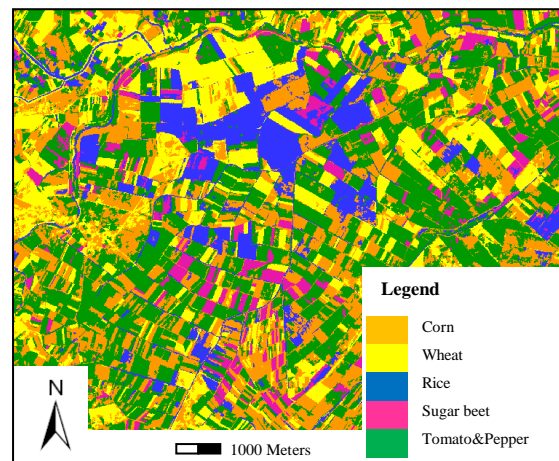 Legend
Corn
Wheat
Rice
Sugar beet
Tomato&Pepper
N
1000 Meters